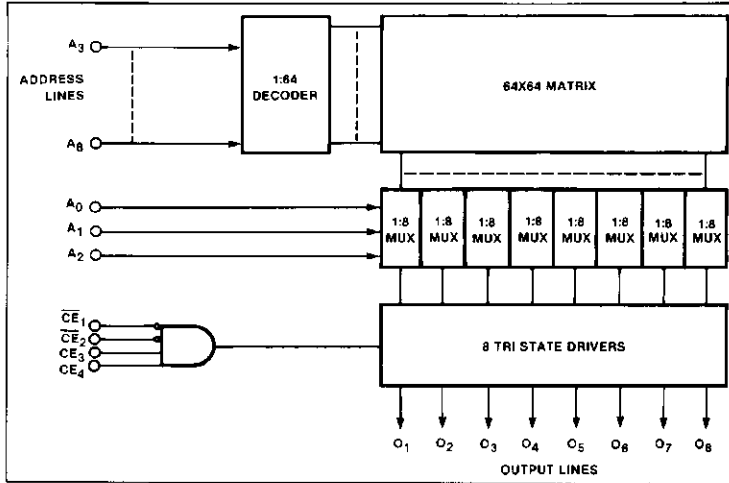 A3
ADDRESS
LINES
A8
1:64
DECODER
64X64 MATRIX
A0
A1
A2
1:8
MUX
1:8
MUX
1:8
MUX
1:8
MUX
1:8
MUX
1:8
MUX
1:8
MUX
1:8
MUX
C̅E̅1
C̅E̅2
CE3
CE4
8 TRI STATE DRIVERS
O1 O2 O3 O4 O5 O6 O7 O8
OUTPUT LINES